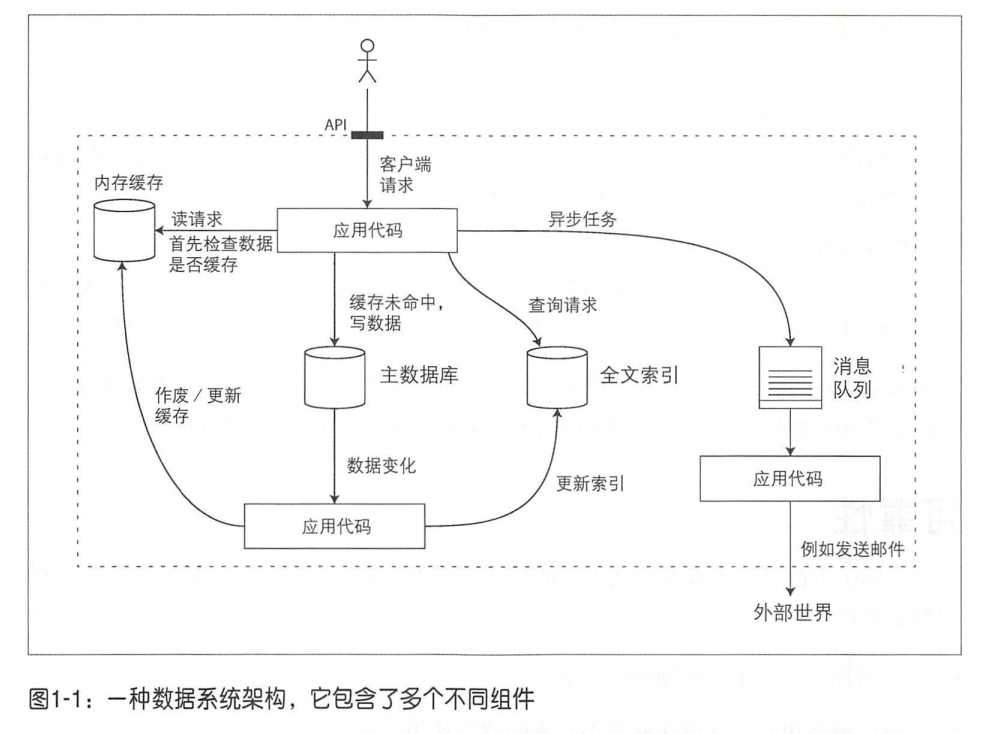 API
客户端
请求
内存缓存
读请求
首先检查数据
是否缓存
应用代码
异步任务
缓存未命中，
写数据
查询请求
主数据库
全文索引
消息
队列
作废／更新
缓存
数据变化
更新索引
应用代码
应用代码
例如发送邮件
外部世界
图1-1：一种数据系统架构，它包含了多个不同组件